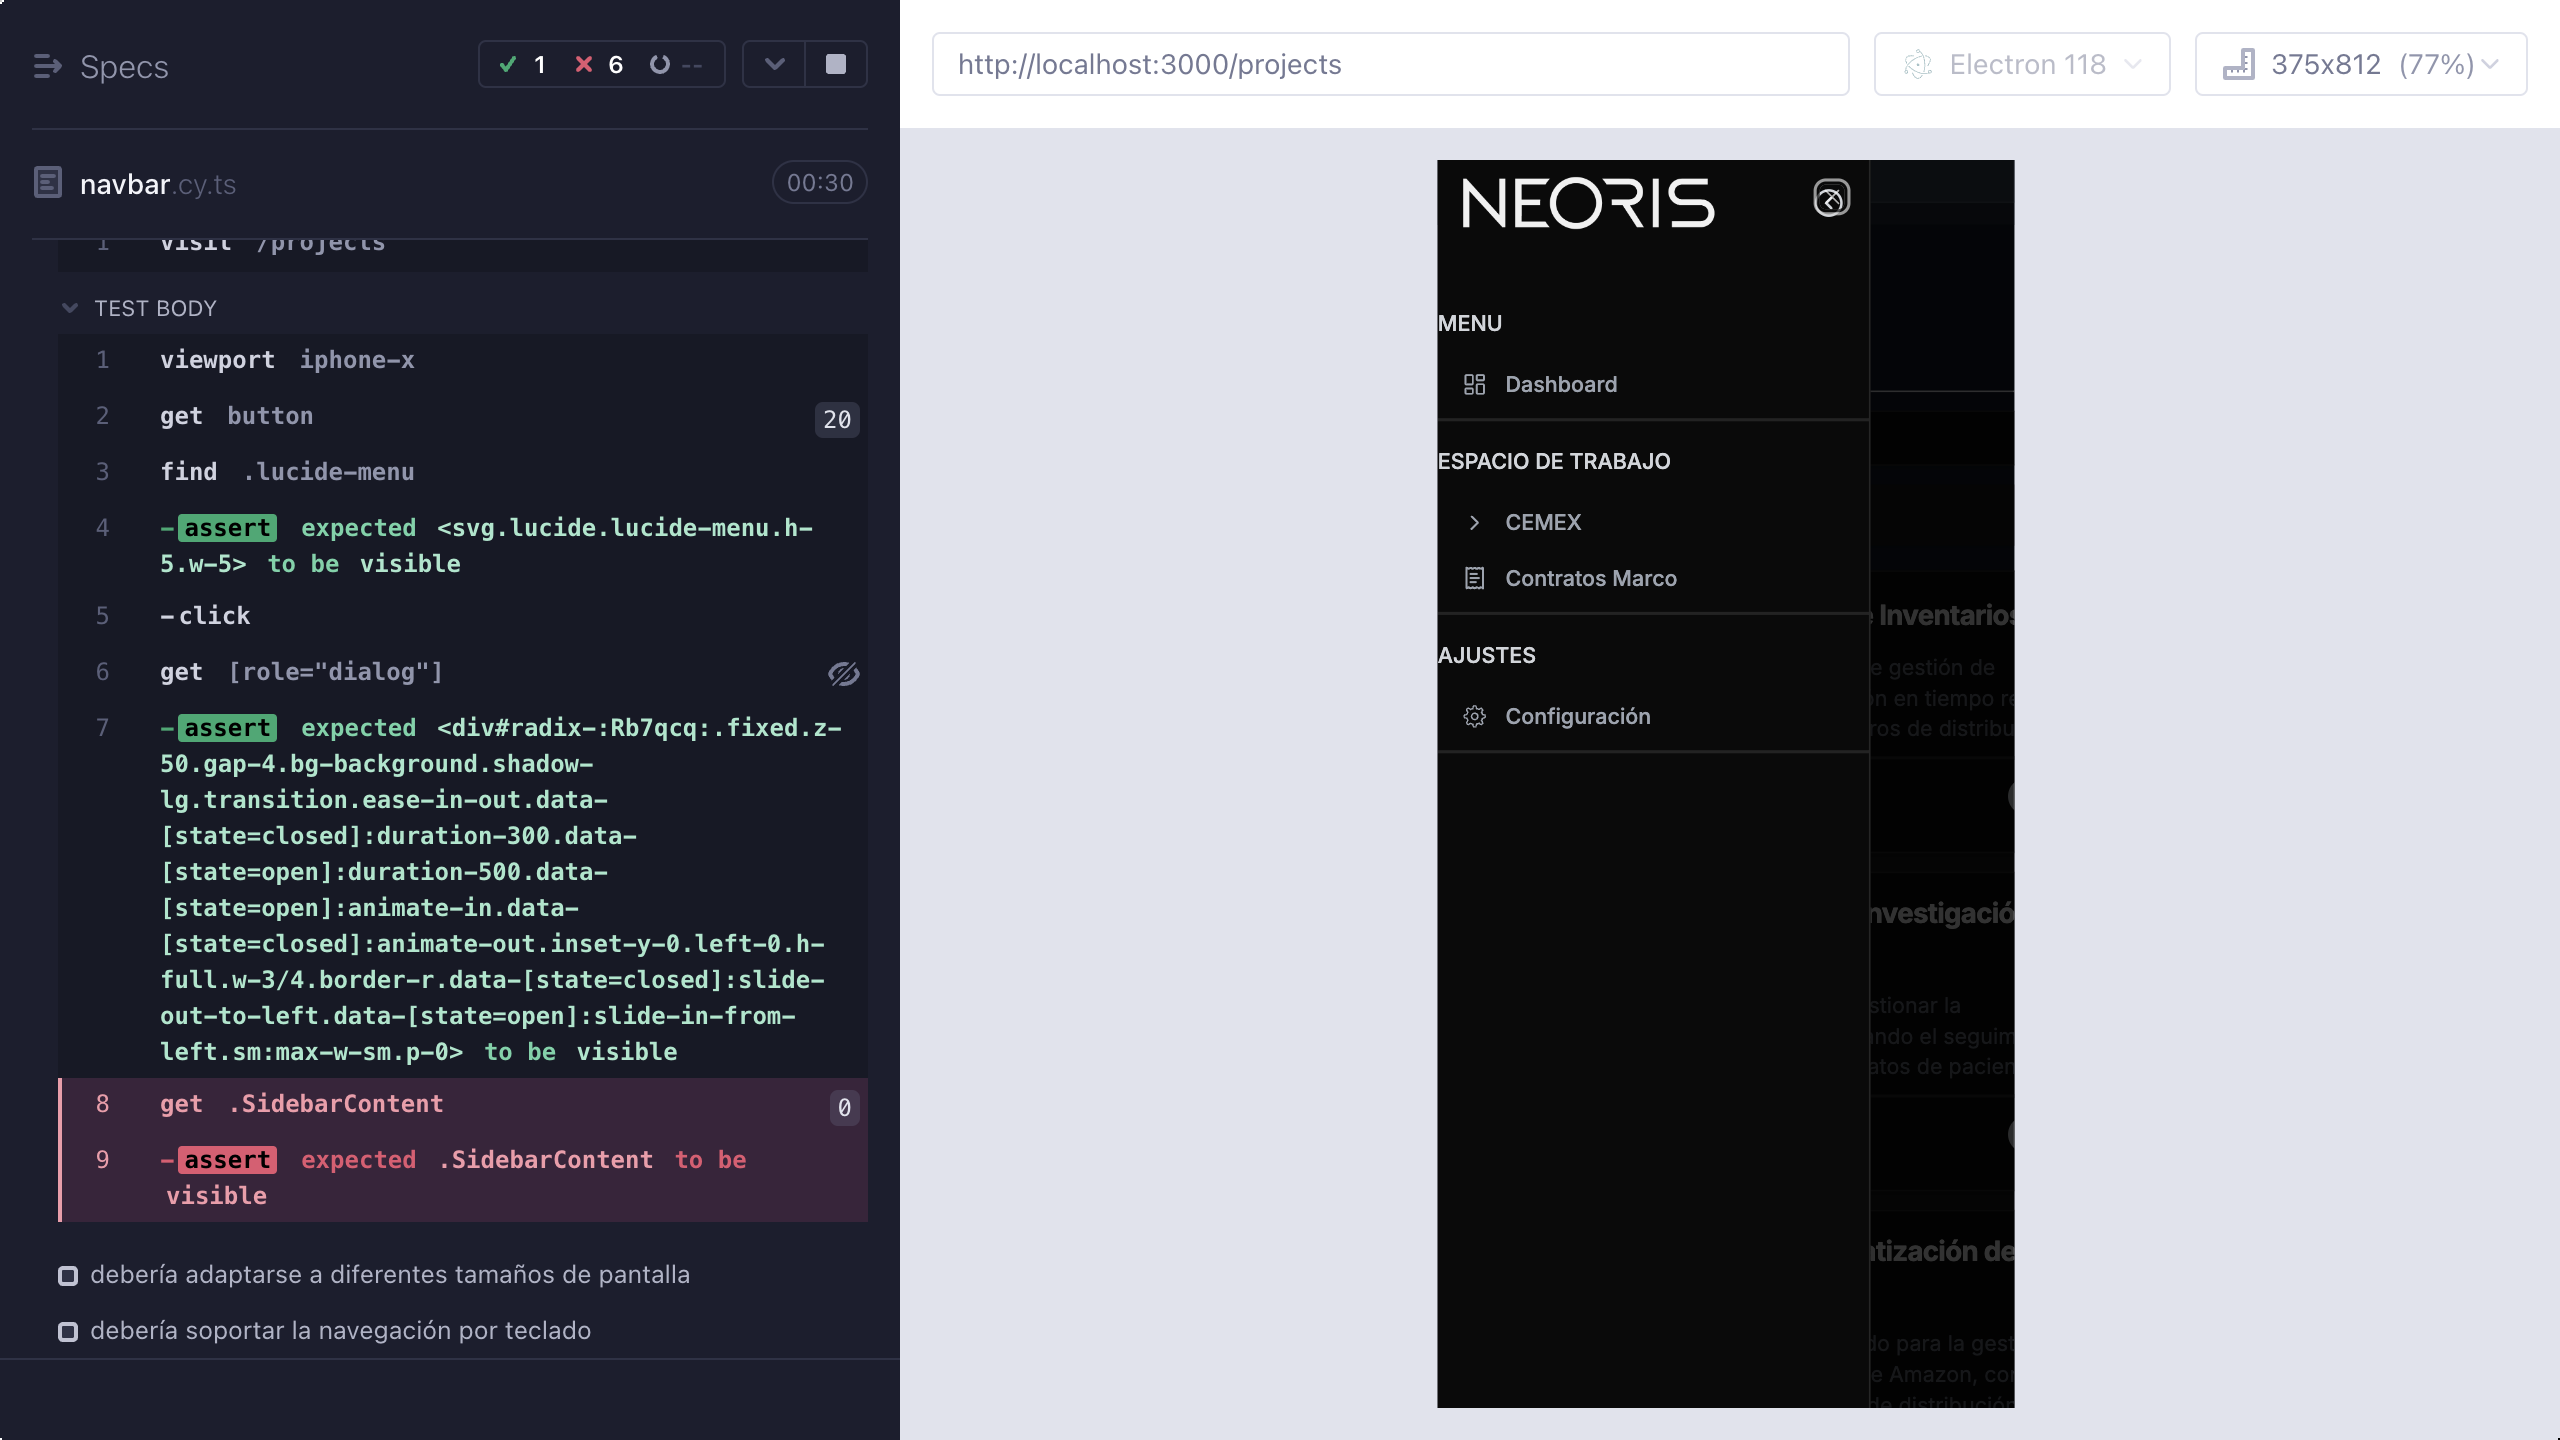 Specs
1
6
--
navbar.cy.ts
00:30
1 visit /projects
TEST BODY
1 viewport iphone-x
2 get button 20
3 find .lucide-menu
4 -assert expected <svg.lucide.lucide-menu.h-
5.w-5> to be visible
5 -click
6 get [role="dialog"]
7 -assert expected <div#radix-:Rb7qcq:.fixed.z-
50.gap-4.bg-background.shadow-
lg.transition.ease-in-out.data-
[state=closed]:duration-300.data-
[state=open]:duration-500.data-
[state=open]:animate-in.data-
[state=closed]:animate-out.inset-y-0.left-0.h-
full.w-3/4.border-r.data-[state=closed]:slide-
out-to-left.data-[state=open]:slide-in-from-
left.sm:max-w-sm.p-0> to be visible
8 get .SidebarContent 0
9 -assert expected .SidebarContent to be
visible
debería adaptarse a diferentes tamaños de pantalla
debería soportar la navegación por teclado
http://localhost:3000/projects
Electron 118
375x812 (77%)
NEORIS
MENU
Dashboard
ESPACIO DE TRABAJO
CEMEX
Contratos Marco
AJUSTES
Configuración
e Inventarios
e gestión de
ón en tiempo re
ros de distribu
nvestigació
stionar la
ando el seguim
atos de pacien
tización de
do para la gest
e Amazon, con
de distribución